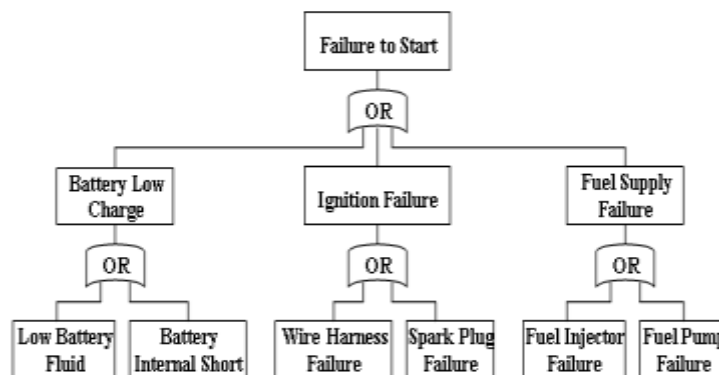 Failure to Start
OR
Battery Low
Charge
Ignition Failure
Fuel Supply
Failure
OR
OR
OR
Low Battery
Fluid
Battery
Internal Short
Wire Harness
Failure
Spark Plug
Failure
Fuel Injector
Failure
Fuel Pump
Failure